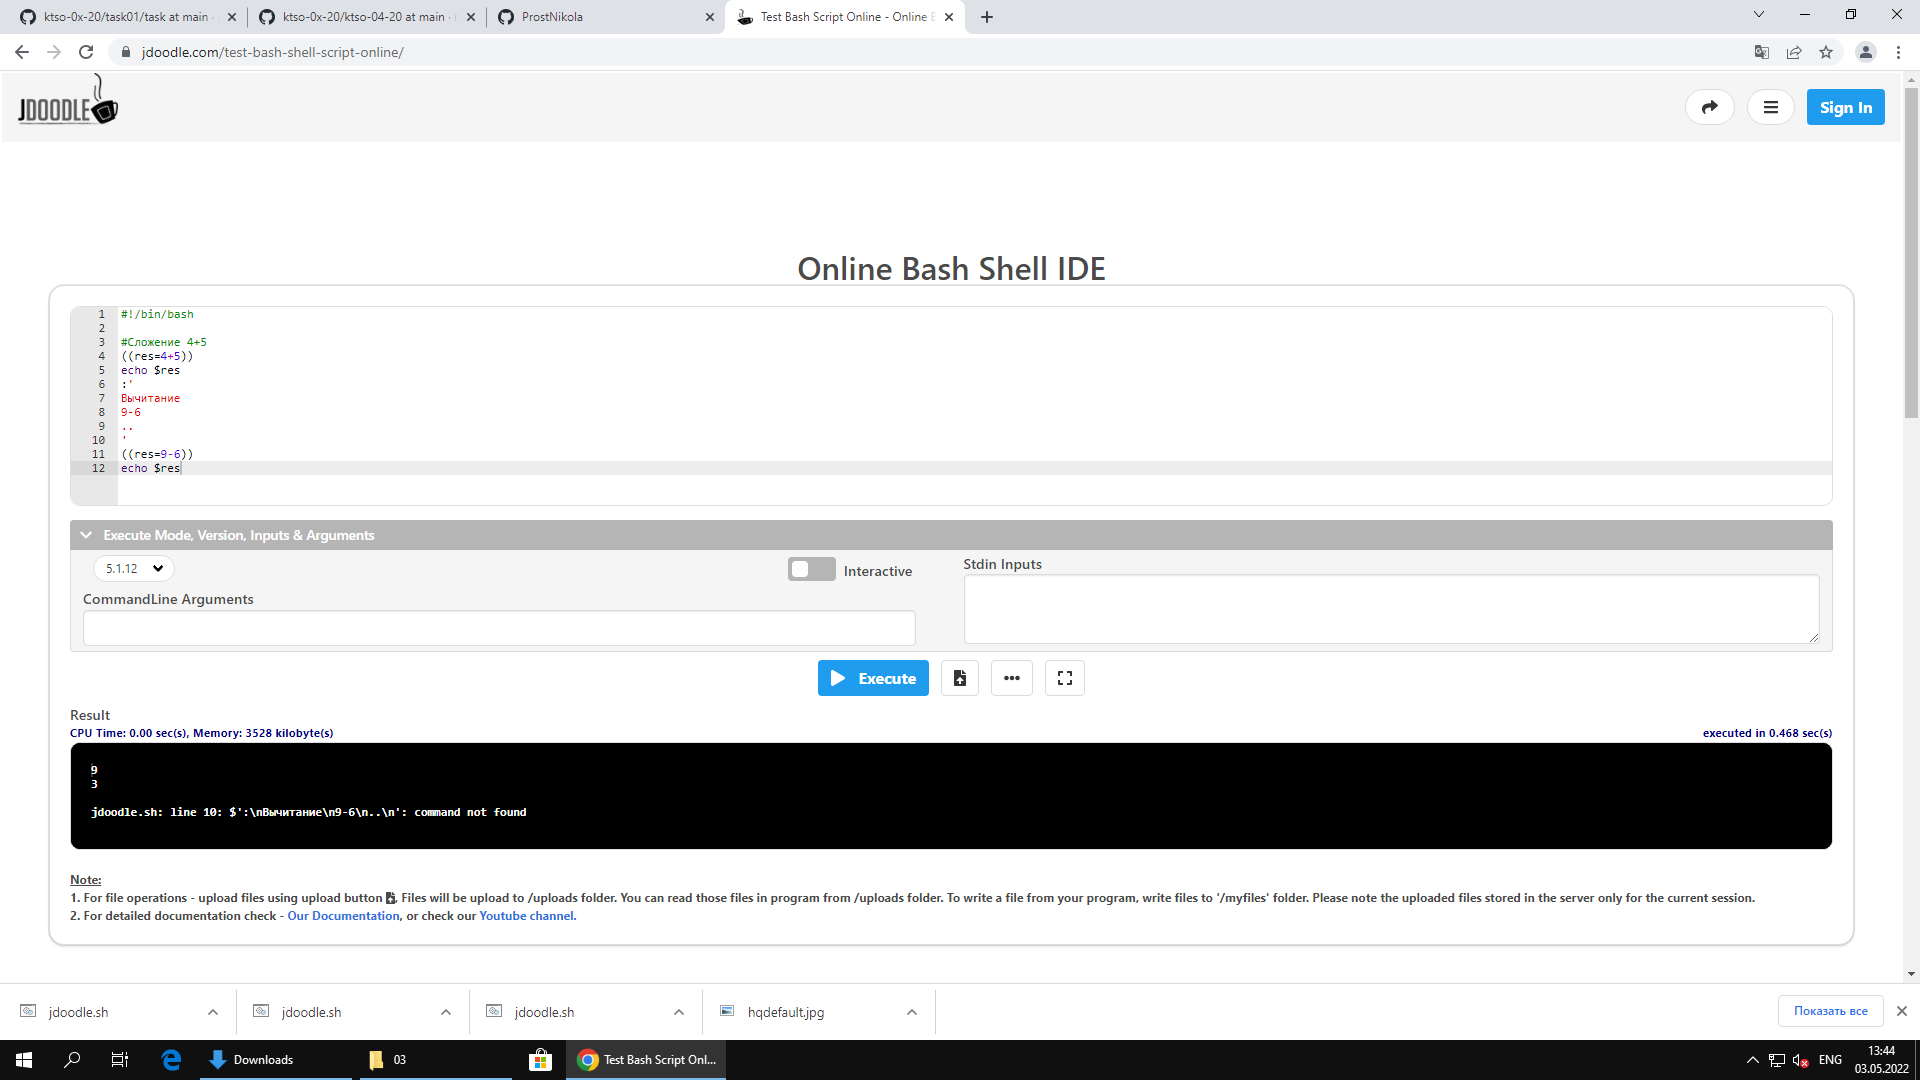 ktso-0x-20/task01/task at main ·
ktso-0x-20/ktso-04-20 at main ·
ProstNikola
Test Bash Script Online - Online
jdoodle.com/test-bash-shell-script-online/
JDOODLE
Sign In
Online Bash Shell IDE
1 #!/bin/bash
2
3 #Сложение 4+5
4 ((res=4+5))
5 echo $res
6 :'
7 Вычитание
8 9-6
9 ..
10 '
11 ((res=9-6))
12 echo $res
Execute Mode, Version, Inputs & Arguments
5.1.12
Interactive
Stdin Inputs
CommandLine Arguments
Execute
Result
CPU Time: 0.00 sec(s), Memory: 3528 kilobyte(s)
executed in 0.468 sec(s)
9
3
jdoodle.sh: line 10: $':\nВычитание\n9-6\n..\n': command not found
Note:
1. For file operations - upload files using upload button , Files will be upload to /uploads folder. You can read those files in program from /uploads folder. To write a file from your program, write files to '/myfiles' folder. Please note the uploaded files stored in the server only for the current session.
2. For detailed documentation check - Our Documentation, or check our Youtube channel.
jdoodle.sh
jdoodle.sh
jdoodle.sh
hqdefault.jpg
Показать все
Downloads
03
Test Bash Script Onl...
ENG
13:44
03.05.2022